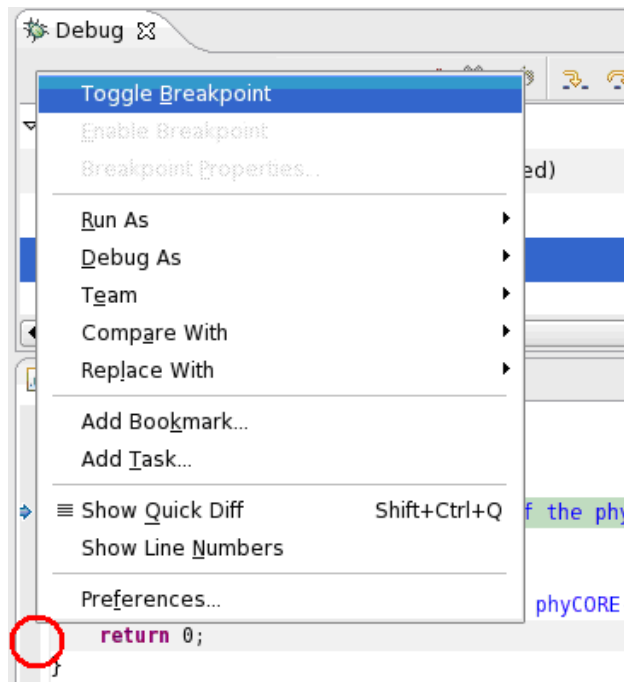 Debug
Toggle Breakpoint
Enable Breakpoint
Breakpoint Properties. .
ed)
Run As
Debug As
Team
Compare With
Replace With
Add Bookmark...
Add Task...
Show Quick Diff Shift+Ctrl+Q
f the phy
Show Line Numbers
Preferences...
phyCORE
return 0;
}